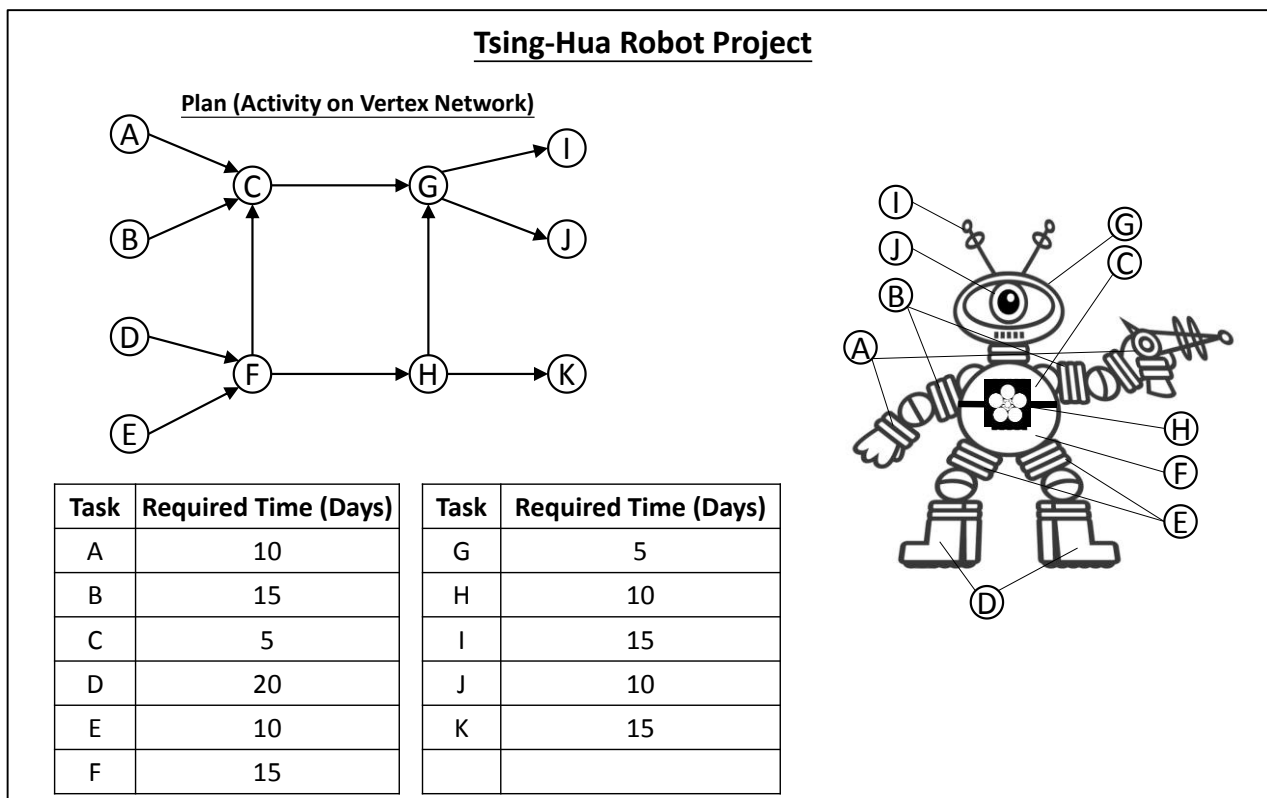 Tsing-Hua Robot Project
Plan (Activity on Vertex Network)
A
I
C
G
B
J
D
F
H
K
E
I
G
J
C
B
A
H
F
E
D
Task Required Time (Days)
A 10
B 15
C 5
D 20
E 10
F 15
Task Required Time (Days)
G 5
H 10
I 15
J 10
K 15